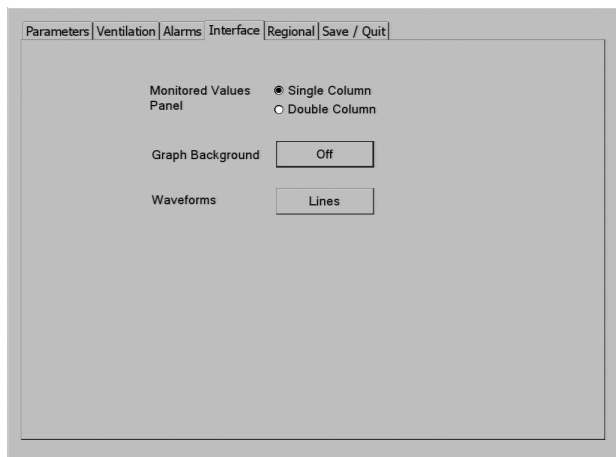 Parameters Ventilation Alarms Interface Regional Save / Quit
Monitored Values Single Column
Panel Double Column
Graph Background Off
Waveforms Lines